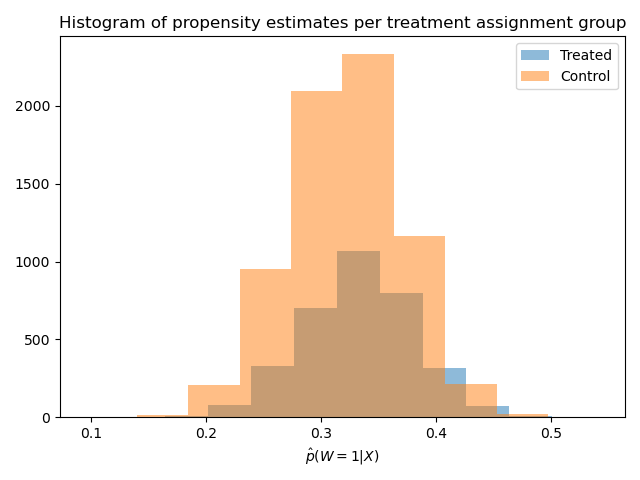 Histogram of propensity estimates per treatment assignment group
Treated
Control
2000
1500
1000
500
0
0.1 0.2 0.3 0.4 0.5
p̂(W = 1|X)